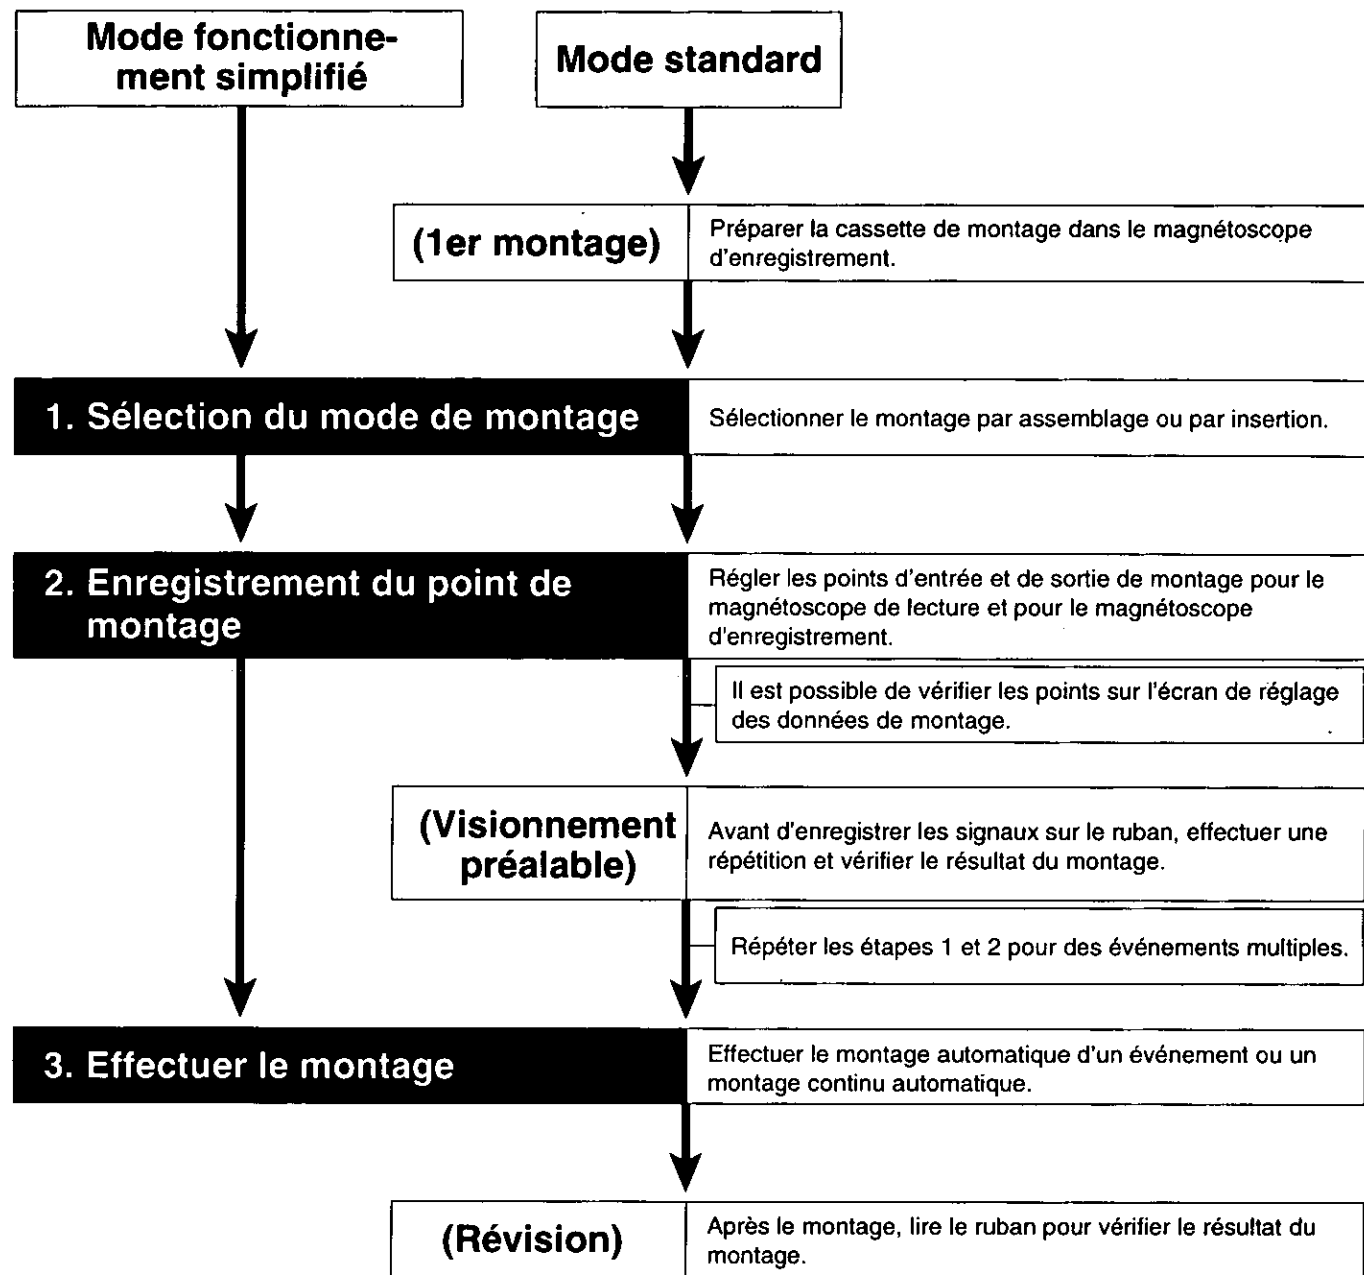 Mode fonctionne-
ment simplifié
Mode standard
(1er montage)
Préparer la cassette de montage dans le magnétoscope
d'enregistrement.
1. Sélection du mode de montage
Sélectionner le montage par assemblage ou par insertion.
2. Enregistrement du point de
montage
Régler les points d'entrée et de sortie de montage pour le
magnétoscope de lecture et pour le magnétoscope
d'enregistrement.
Il est possible de vérifier les points sur l'écran de réglage
des données de montage.
(Visionnement
préalable)
Avant d'enregistrer les signaux sur le ruban, effectuer une
répétition et vérifier le résultat du montage.
Répéter les étapes 1 et 2 pour des événements multiples.
3. Effectuer le montage
Effectuer le montage automatique d'un événement ou un
montage continu automatique.
(Révision)
Après le montage, lire le ruban pour vérifier le résultat du
montage.